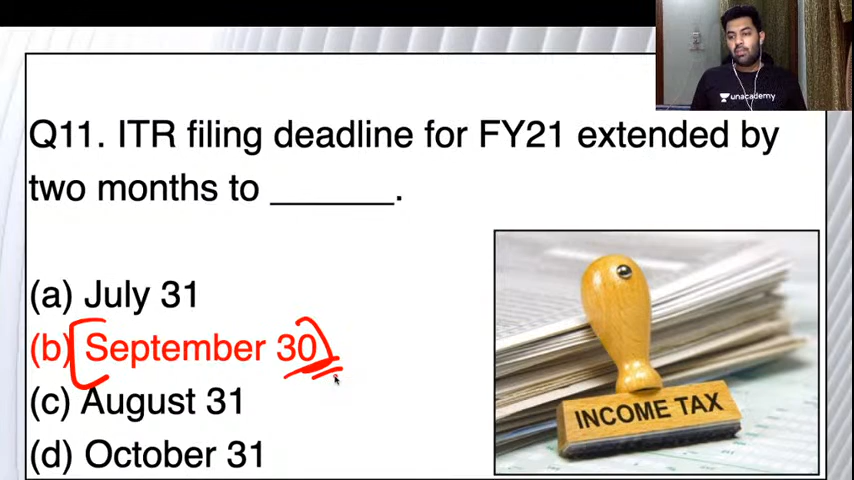 unacademy
Q11. ITR filing deadline for FY21 extended by
two months to ______.
(a) July 31
(b) September 30
(c) August 31
(d) October 31
INCOME TAX